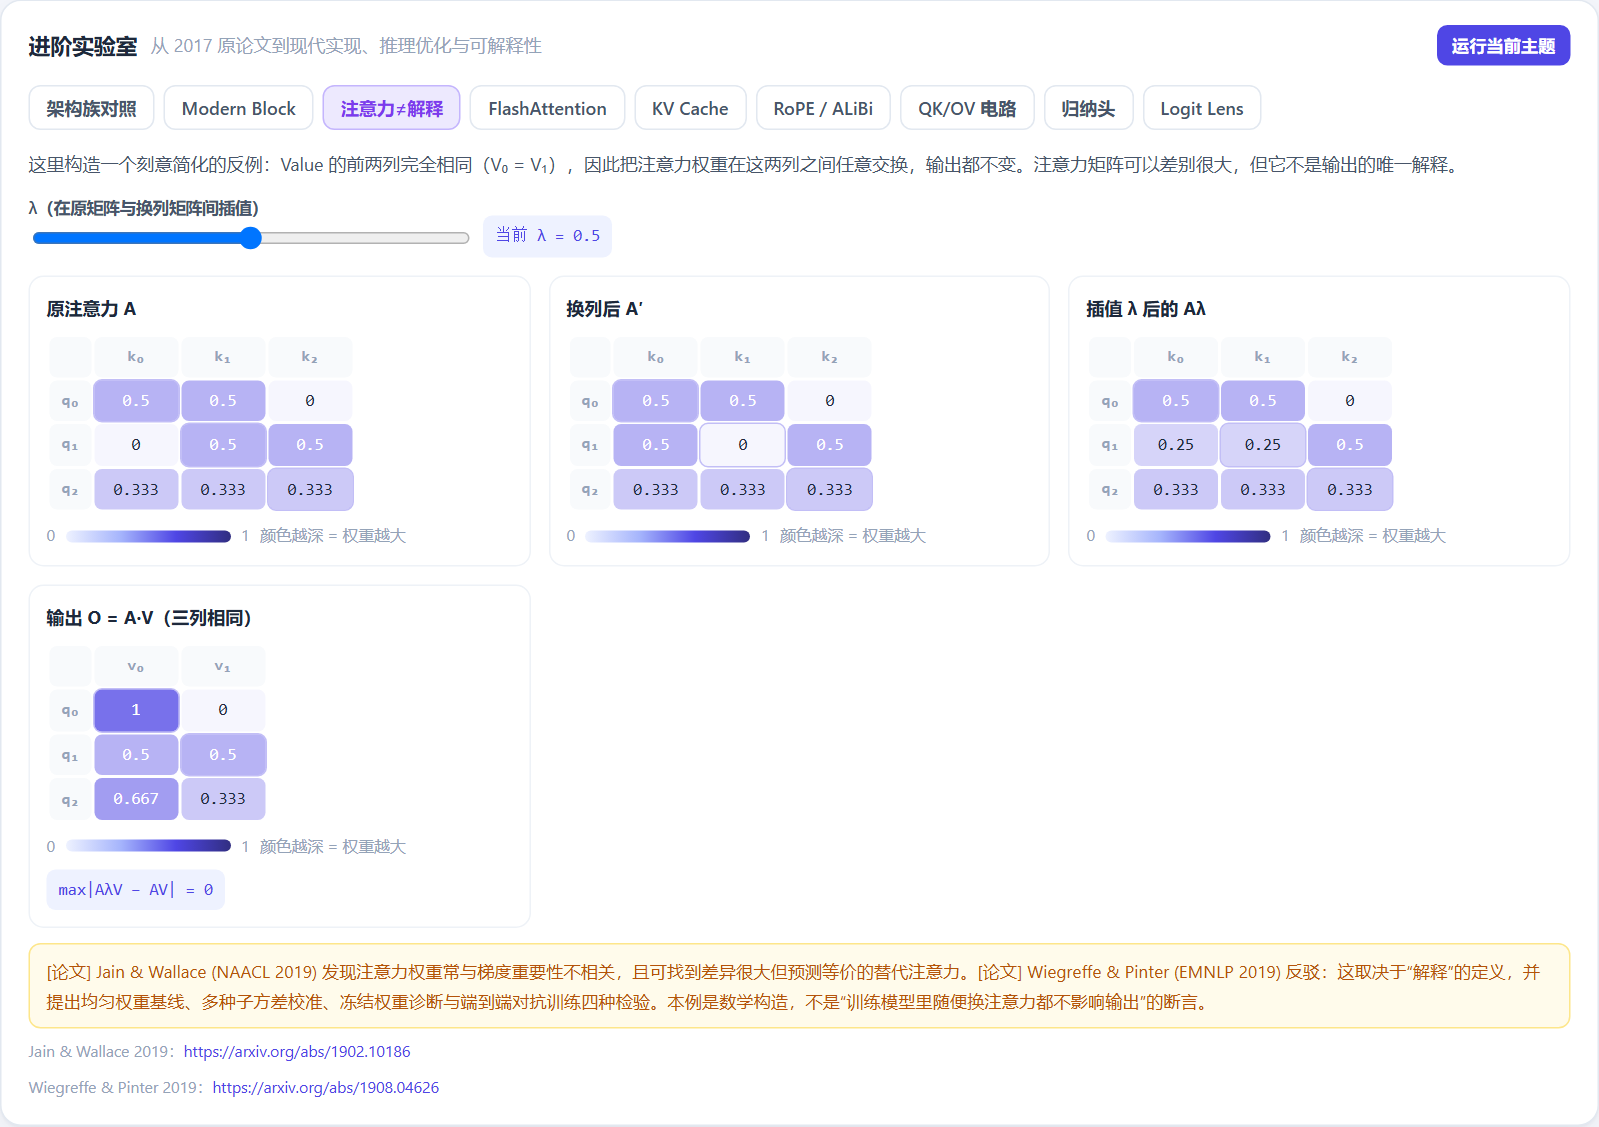 进阶实验室 从 2017 原论文到现代实现、推理优化与可解释性
运行当前主题
架构族对照 Modern Block 注意力≠解释 FlashAttention KV Cache RoPE / ALiBi QK/OV 电路 归纳头 Logit Lens
这里构造一个刻意简化的反例：Value 的前两列完全相同（V₀ = V₁），因此把注意力权重在这两列之间任意交换，输出都不变。注意力矩阵可以差别很大，但它不是输出的唯一解释。
λ（在原矩阵与换列矩阵间插值）
当前 λ = 0.5
原注意力 A
k₀ k₁ k₂
q₀ 0.5 0.5 0
q₁ 0 0.5 0.5
q₂ 0.333 0.333 0.333
0 1 颜色越深 = 权重越大
换列后 A′
k₀ k₁ k₂
q₀ 0.5 0.5 0
q₁ 0.5 0 0.5
q₂ 0.333 0.333 0.333
0 1 颜色越深 = 权重越大
插值 λ 后的 Aλ
k₀ k₁ k₂
q₀ 0.5 0.5 0
q₁ 0.25 0.25 0.5
q₂ 0.333 0.333 0.333
0 1 颜色越深 = 权重越大
输出 O = A·V（三列相同）
v₀ v₁
q₀ 1 0
q₁ 0.5 0.5
q₂ 0.667 0.333
0 1 颜色越深 = 权重越大
max|AλV − AV| = 0
[论文] Jain & Wallace (NAACL 2019) 发现注意力权重常与梯度重要性不相关，且可找到差异很大但预测等价的替代注意力。[论文] Wiegreffe & Pinter (EMNLP 2019) 反驳：这取决于“解释”的定义，并
提出均匀权重基线、多种子方差校准、冻结权重诊断与端到端对抗训练四种检验。本例是数学构造，不是“训练模型里随便换注意力都不影响输出”的断言。
Jain & Wallace 2019：https://arxiv.org/abs/1902.10186
Wiegreffe & Pinter 2019：https://arxiv.org/abs/1908.04626